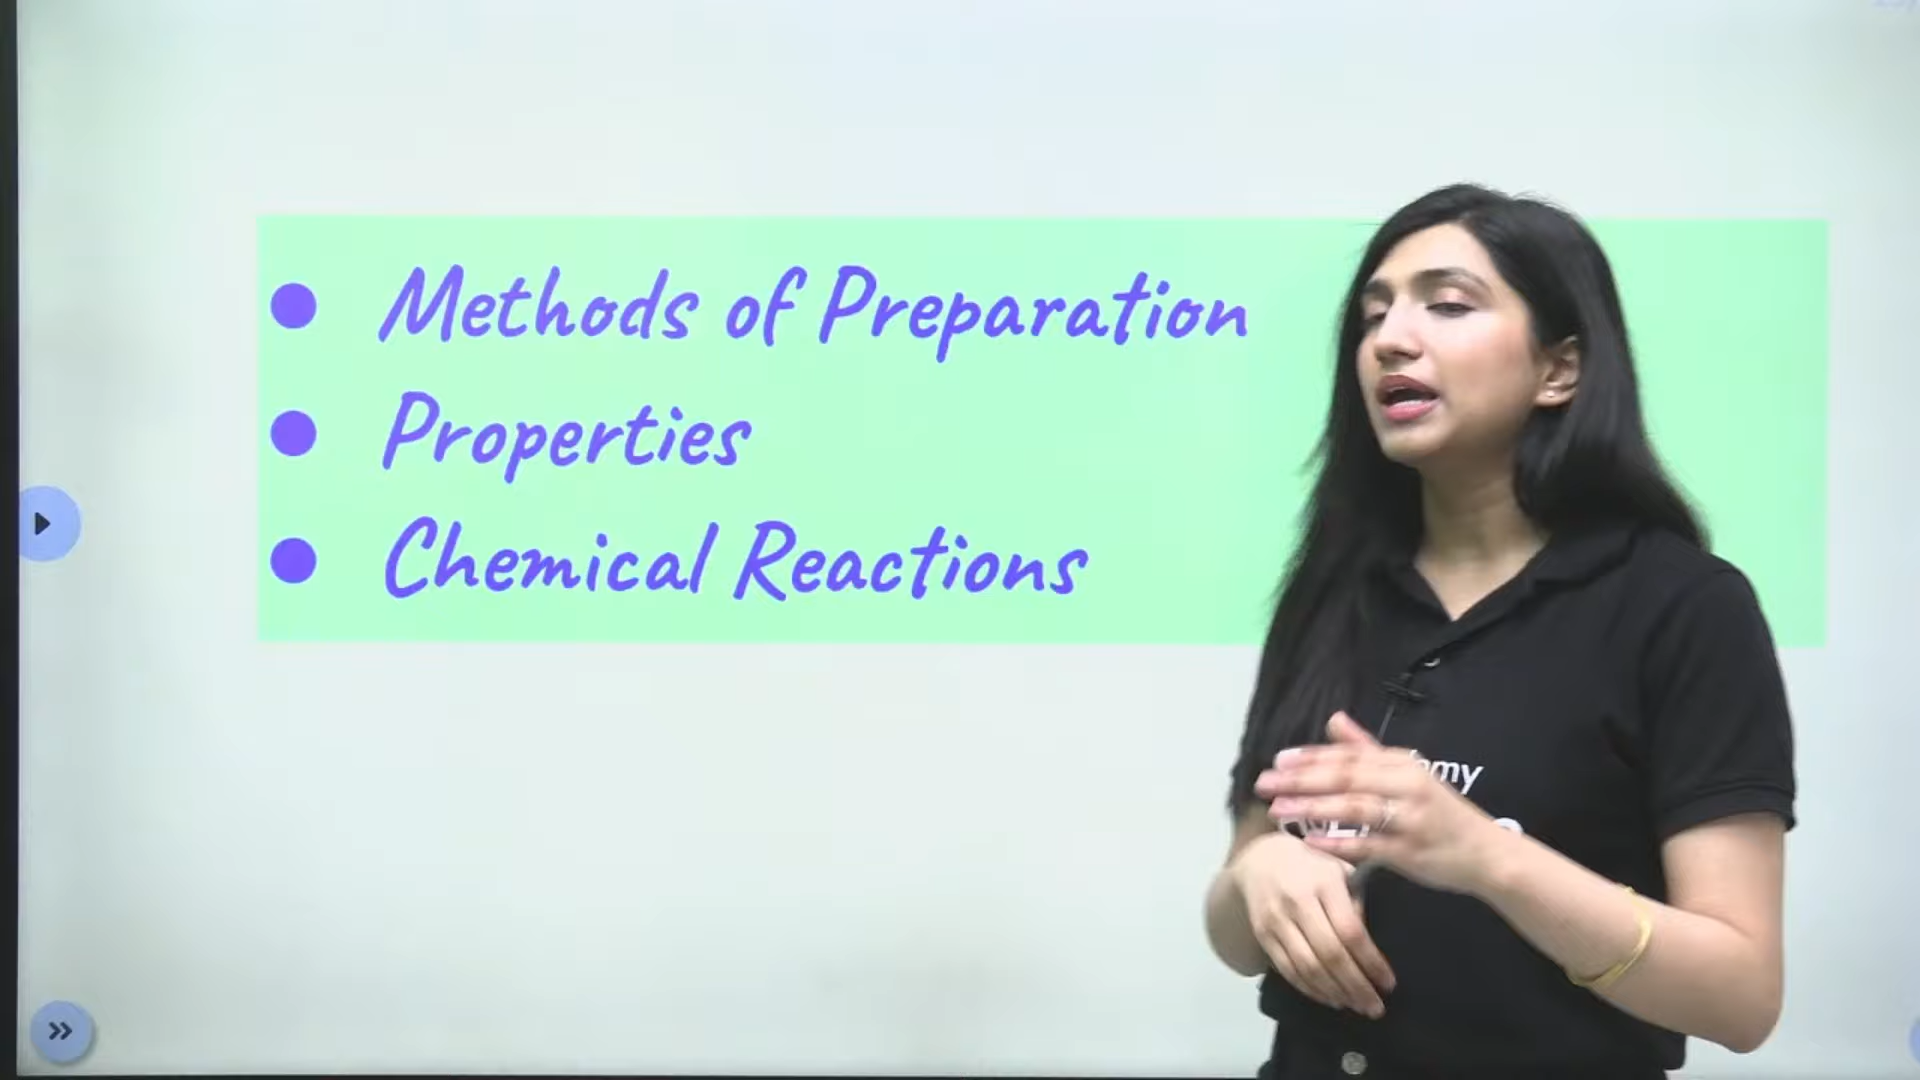 Methods of Preparation
Properties
Chemical Reactions